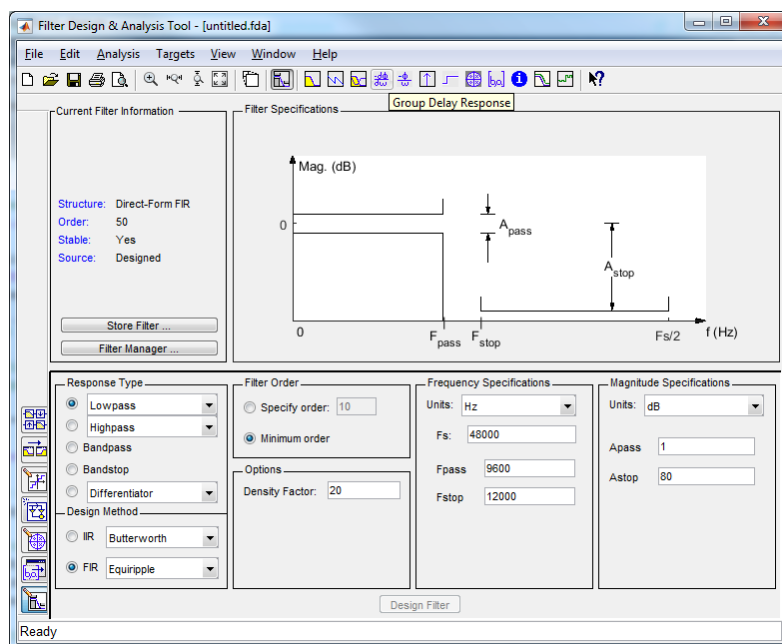 Filter Design & Analysis Tool - [untitled.fda]
File Edit Analysis Targets View Window Help
Group Delay Response
Current Filter Information
Structure: Direct-Form FIR
Order: 50
Stable: Yes
Source: Designed
Store Filter ...
Filter Manager ...
Filter Specifications
Mag. (dB)
0
Apass
Astop
0
Fpass
Fstop
Fs/2
f (Hz)
Response Type
Lowpass
Highpass
Bandpass
Bandstop
Differentiator
Design Method
IIR Butterworth
FIR Equiripple
Filter Order
Specify order: 10
Minimum order
Options
Density Factor: 20
Frequency Specifications
Units: Hz
Fs: 48000
Fpass 9600
Fstop 12000
Magnitude Specifications
Units: dB
Apass 1
Astop 80
Design Filter
Ready